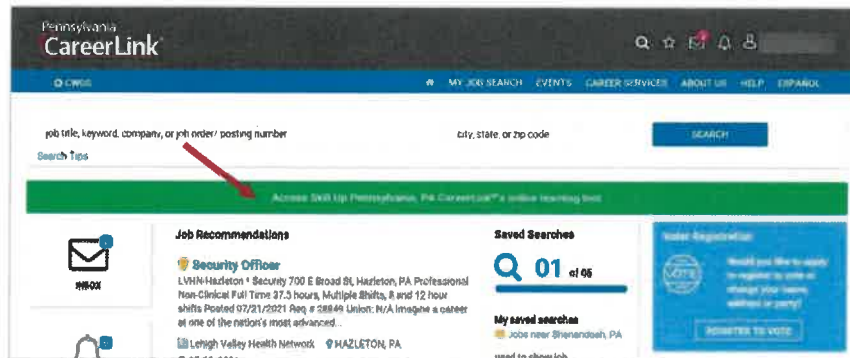 Pennsylvania
CareerLink
CWDS
MY JOB SEARCH EVENTS CAREER SERVICES ABOUT US HELP ESPAÑOL
job title, keyword, company, or job order/ posting number
city, state, or zip code
SEARCH
Search Tips
Access Skill Up Pennsylvania, PA CareerLink®'s online learning tool
INBOX
Job Recommendations
Security Officer
LVHN-Hazleton * Security 700 E Broad St, Hazleton, PA Professional
Non-Clinical Full Time 37.5 hours, Multiple Shifts, 8 and 12 hour
shifts Posted 07/21/2021 Req # 28849 Union: N/A Imagine a career
at one of the nation's most advanced...
Lehigh Valley Health Network HAZLETON, PA
Saved Searches
01 of 05
My saved searches
Jobs near Shenandoah, PA
used to show job
Voter Registration
VOTE
Would you like to apply
to register to vote or
change your name,
address or party?
REGISTER TO VOTE